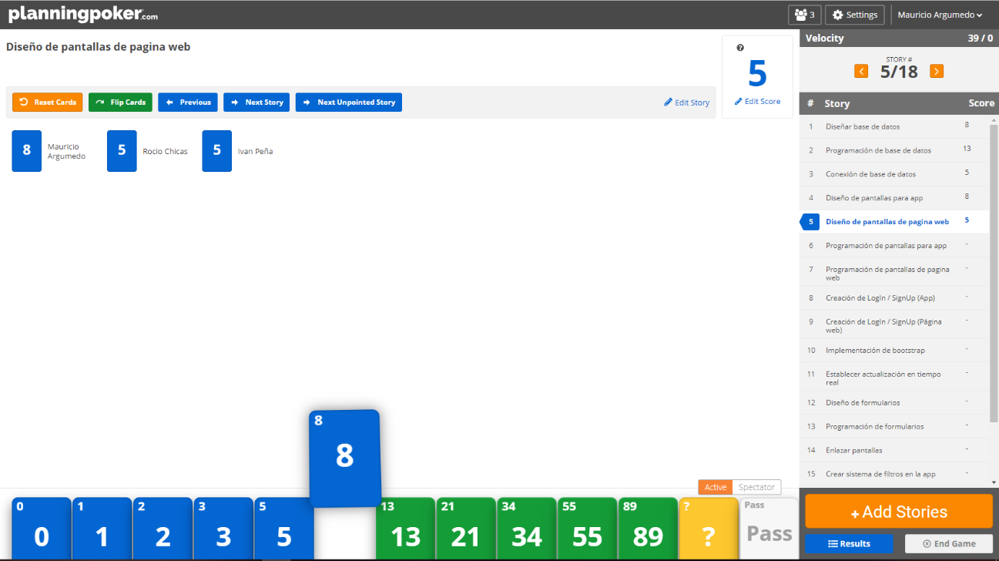 planningpoker.com
3
Settings
Mauricio Argumedo
Diseño de pantallas de pagina web
?
5
Edit Score
Reset Cards
Flip Cards
Previous
Next Story
Next Unpointed Story
Edit Story
8
Mauricio
Argumedo
5
Rocio Chicas
5
Ivan Peña
Velocity 39 / 0
STORY #
5/18
# Story Score
1 Diseñar base de datos 8
2 Programación de base de datos 13
3 Conexión de base de datos 5
4 Diseño de pantallas para app 8
5 Diseño de pantallas de pagina web 5
6 Programación de pantallas para app -
7 Programación de pantallas de pagina -
web
8 Creación de LogIn / SignUp (App) -
9 Creación de LogIn / SignUp (Página -
web)
10 Implementación de bootstrap -
11 Establecer actualización en tiempo -
real
12 Diseño de formularios -
13 Programación de formularios -
14 Enlazar pantallas -
15 Crear sistema de filtros en la app -
8
8
Active Spectator
0 1 2 3 5 13 21 34 55 89 ? Pass
0 1 2 3 5 13 21 34 55 89 ? Pass
+ Add Stories
Results
End Game